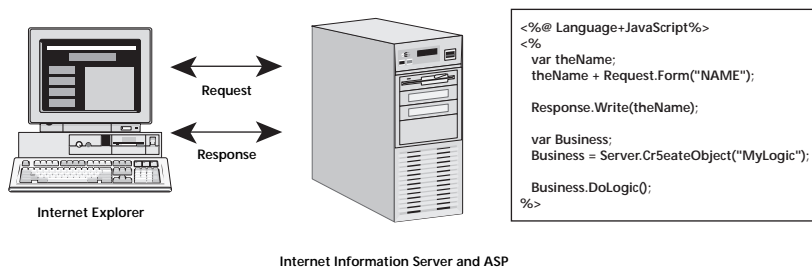 Request
Response
Internet Explorer
<%@ Language+JavaScript%>
<%
var theName;
theName + Request.Form("NAME");
Response.Write(theName);
var Business;
Business = Server.Cr5eateObject("MyLogic");
Business.DoLogic();
%>
Internet Information Server and ASP